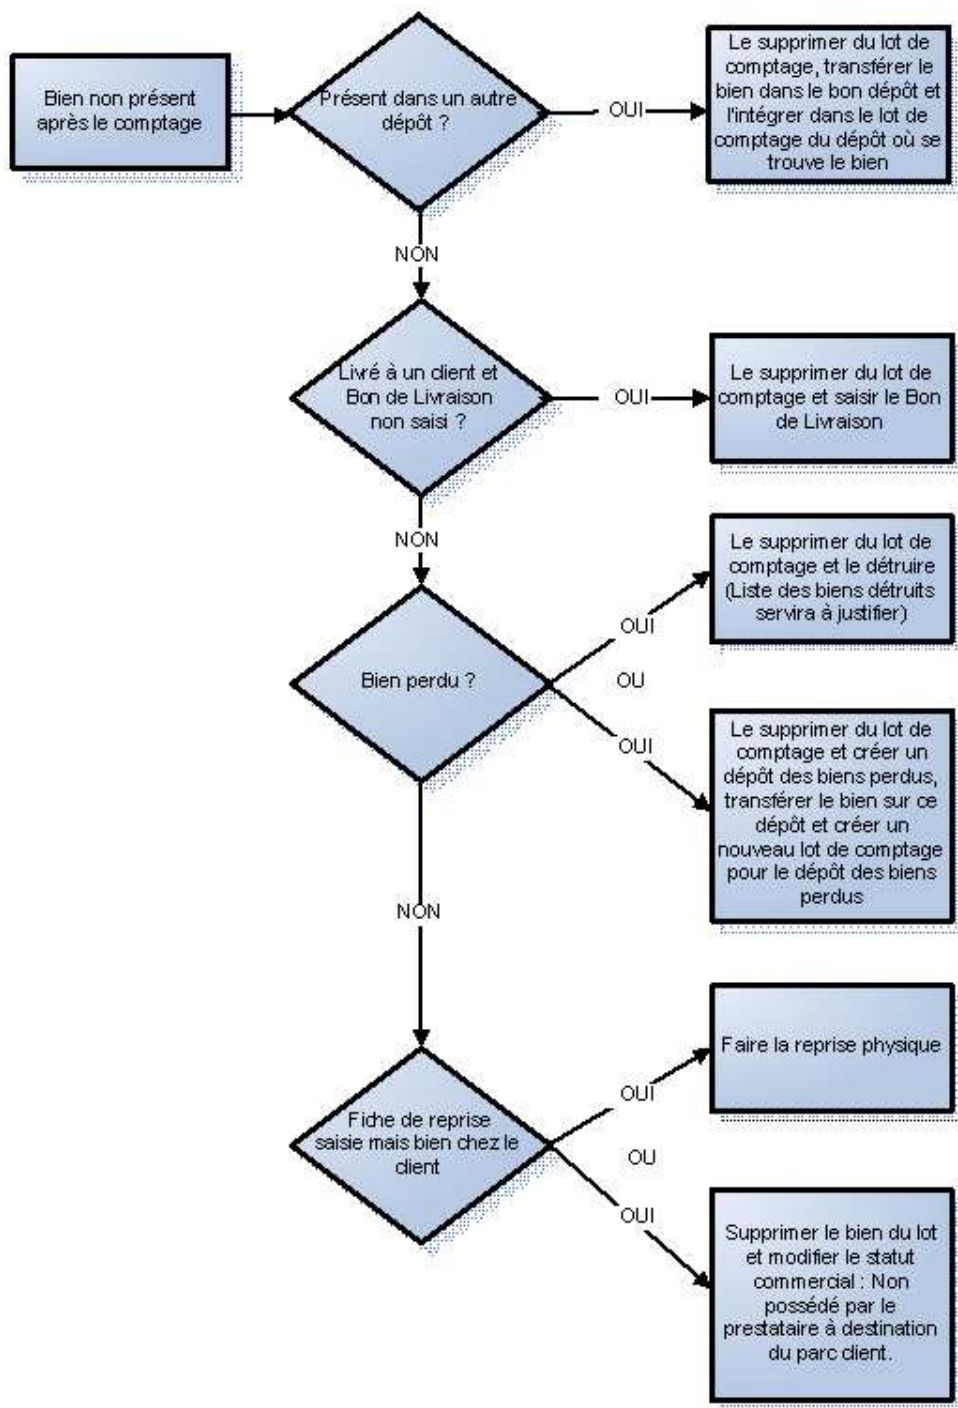 Bien non présent
après le comptage
Présent dans un autre
dépôt ?
OUI
Le supprimer du lot de
comptage, transférer le
bien dans le bon dépôt et
l'intégrer dans le lot de
comptage du dépôt où se
trouve le bien
NON
Livré à un client et
Bon de Livraison
non saisi ?
OUI
Le supprimer du lot de
comptage et saisir le Bon
de Livraison
NON
Bien perdu ?
OUI
Le supprimer du lot de
comptage et le détruire
(Liste des biens détruits
servira à justifier)
OU
OUI
Le supprimer du lot de
comptage et créer un
dépôt des biens perdus,
transférer le bien sur ce
dépôt et créer un
nouveau lot de comptage
pour le dépôt des biens
perdus
NON
Fiche de reprise
saisie mais bien chez le
client
OUI
Faire la reprise physique
OU
OUI
Supprimer le bien du lot
et modifier le statut
commercial : Non
possédé par le
prestataire à destination
du parc client.